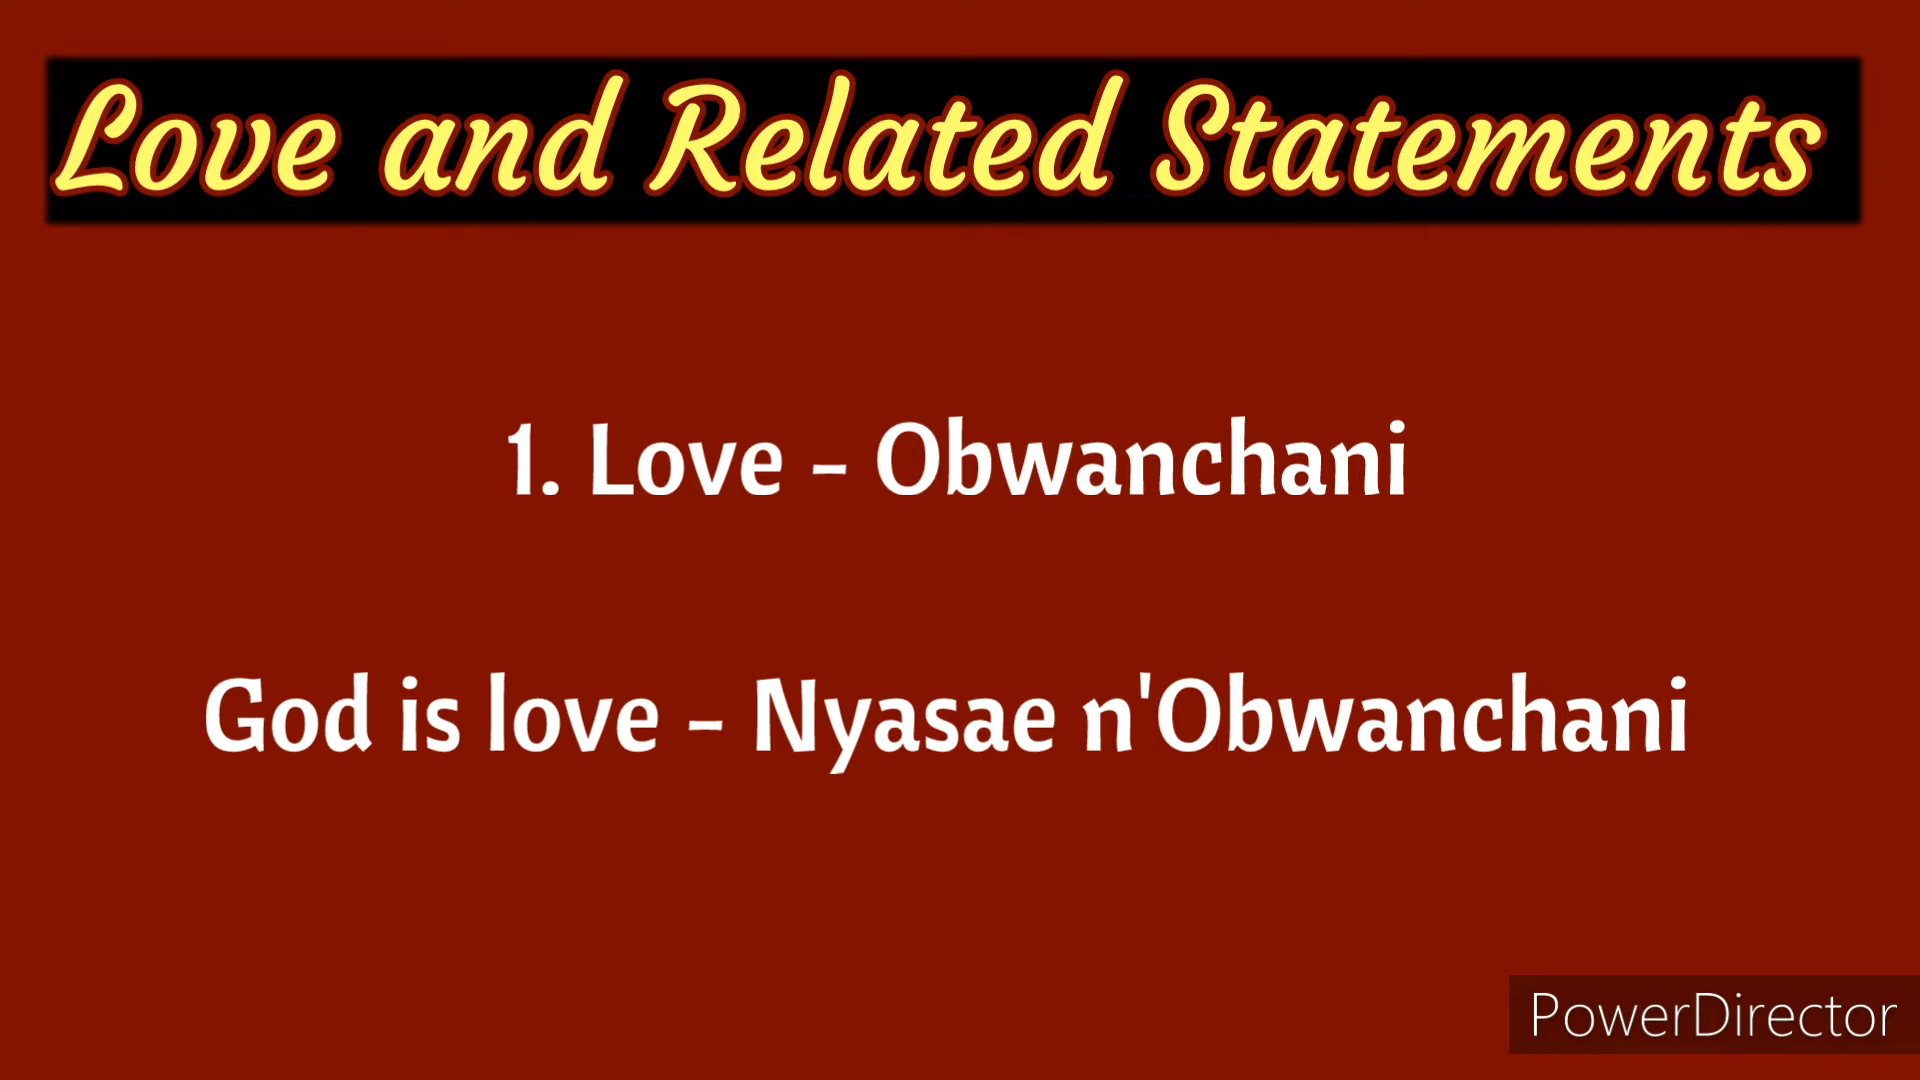 Love and Related Statements
1. Love - Obwanchani
God is love - Nyasae n'Obwanchani
PowerDirector